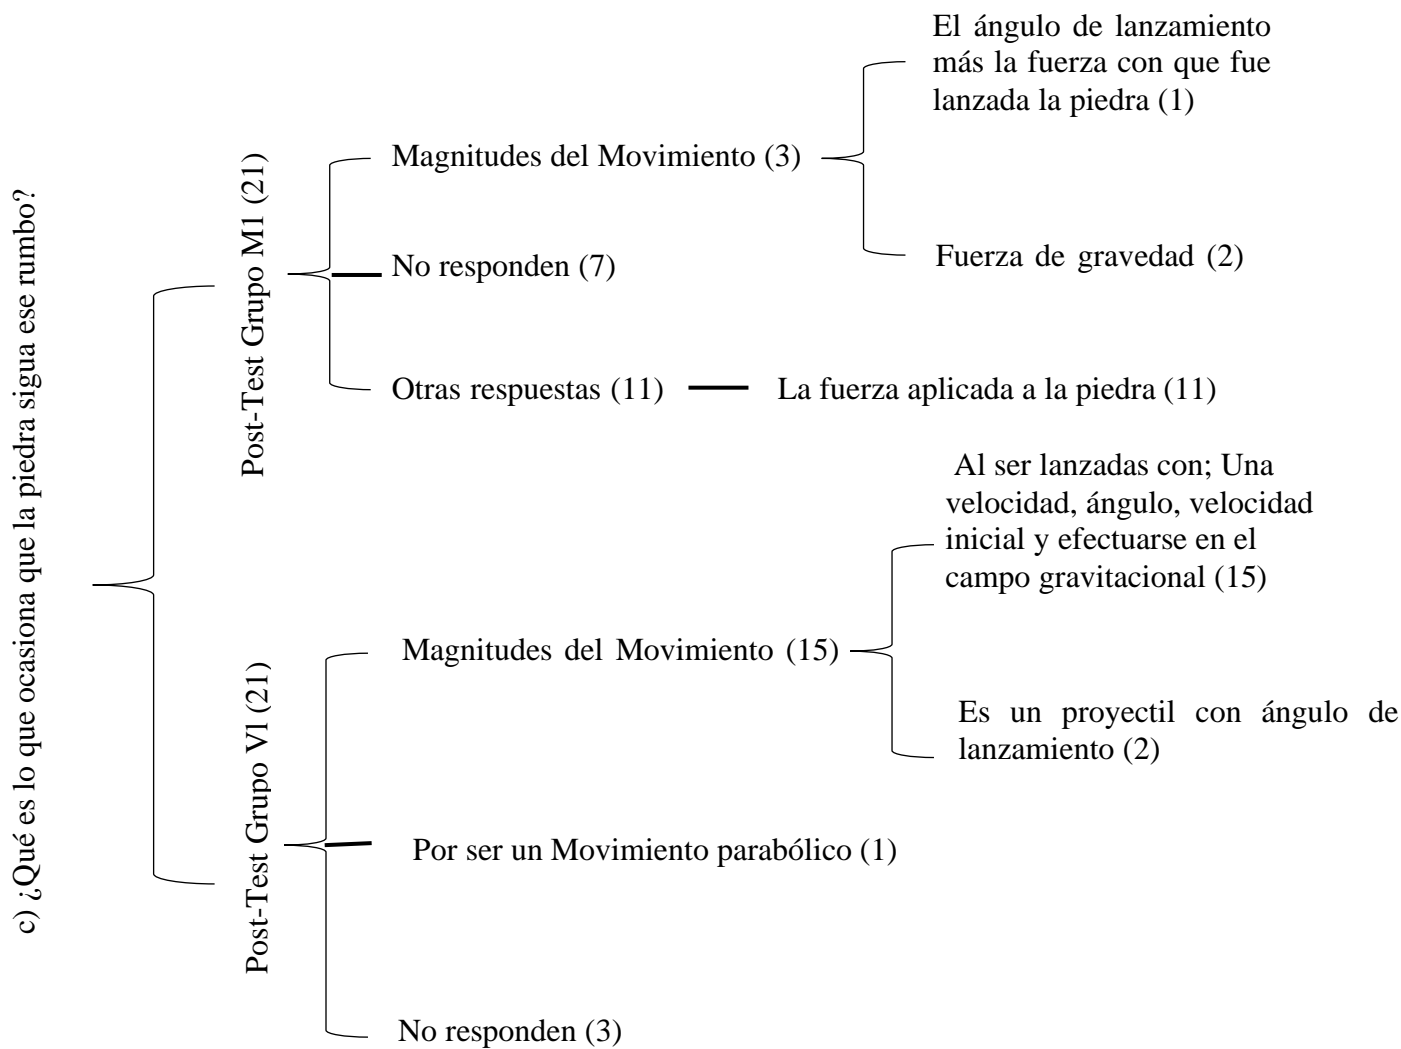 c) ¿Qué es lo que ocasiona que la piedra sigua ese rumbo?
Post-Test Grupo M1 (21)
Magnitudes del Movimiento (3)
El ángulo de lanzamiento
más la fuerza con que fue
lanzada la piedra (1)
Fuerza de gravedad (2)
No responden (7)
Otras respuestas (11)
La fuerza aplicada a la piedra (11)
Post-Test Grupo Vl (21)
Magnitudes del Movimiento (15)
Al ser lanzadas con; Una
velocidad, ángulo, velocidad
inicial y efectuarse en el
campo gravitacional (15)
Es un proyectil con ángulo de
lanzamiento (2)
Por ser un Movimiento parabólico (1)
No responden (3)